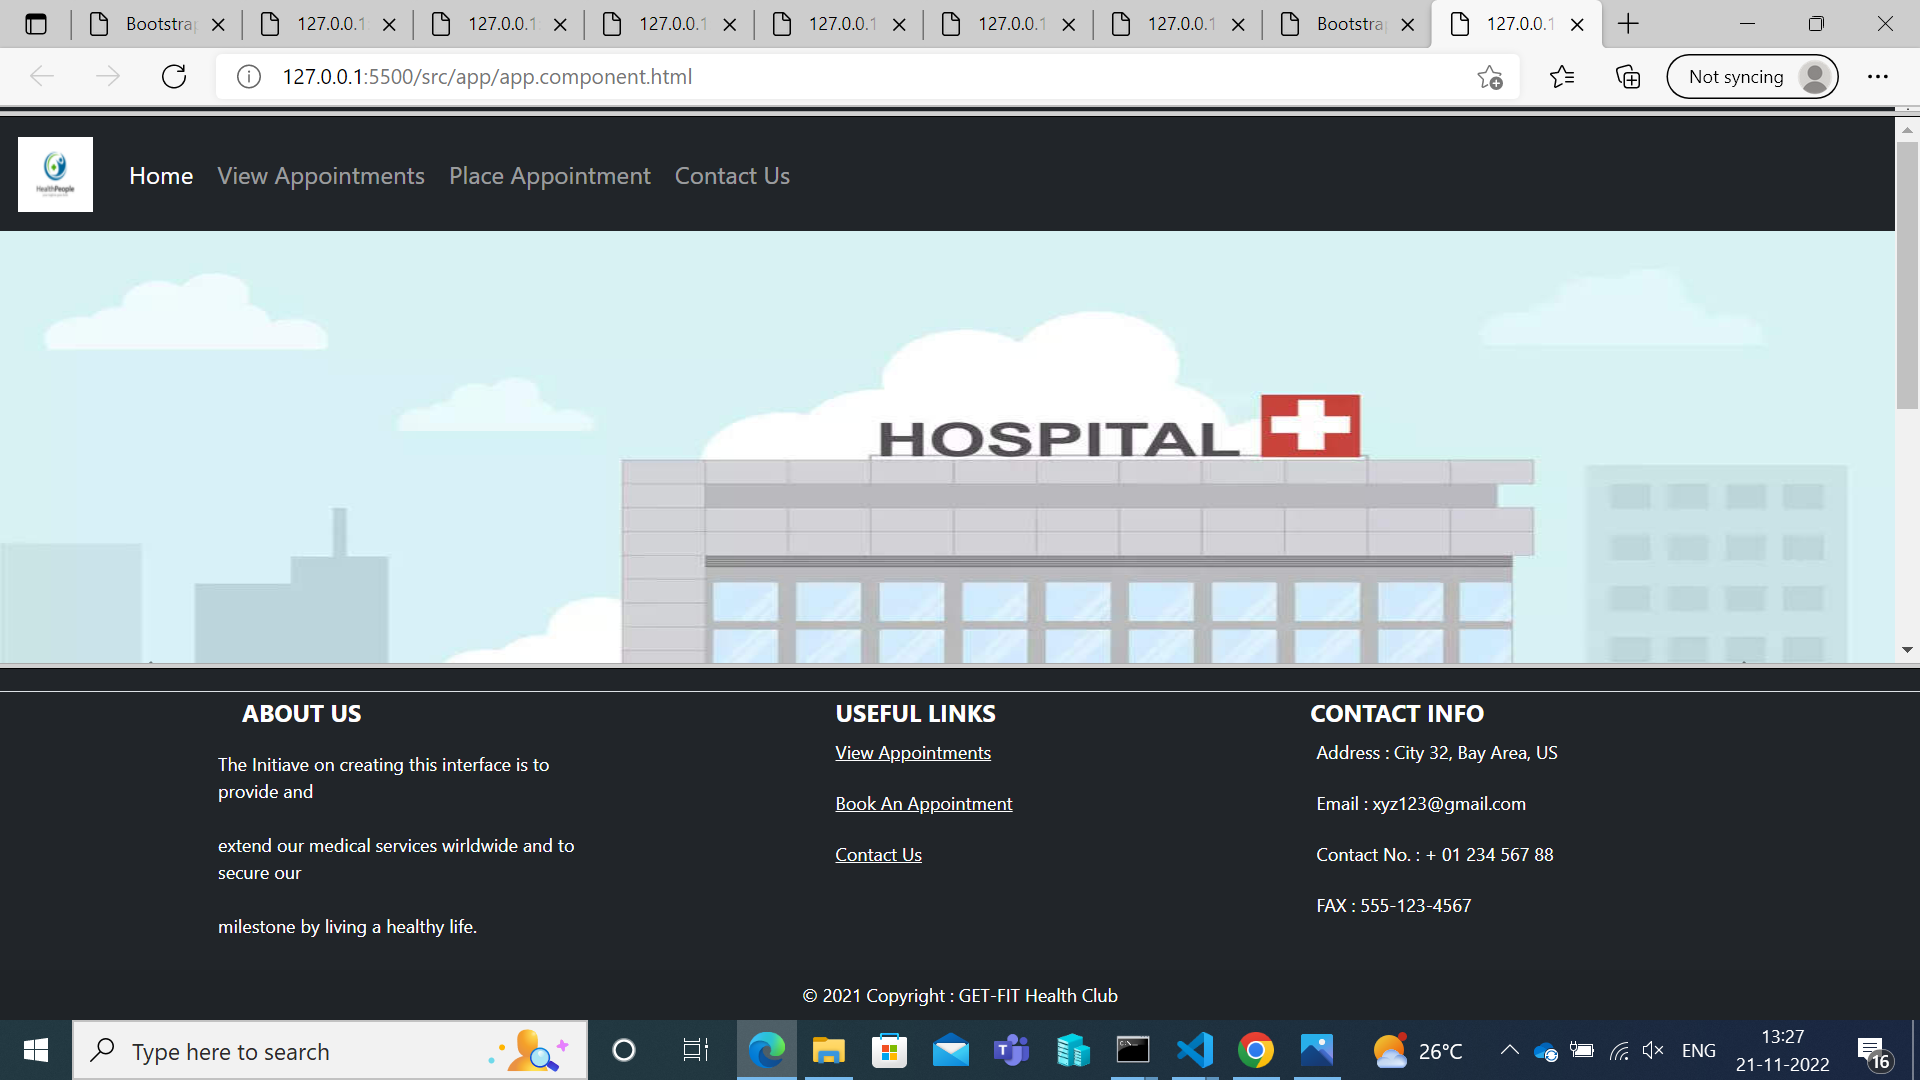 Bootstrap
127.0.0.1
127.0.0.1
127.0.0.1
127.0.0.1
127.0.0.1
127.0.0.1
Bootstrap
127.0.0.1
127.0.0.1:5500/src/app/app.component.html
Not syncing
HealthPeople
Home
View Appointments
Place Appointment
Contact Us
HOSPITAL
ABOUT US
The Initiave on creating this interface is to
provide and
extend our medical services wirldwide and to
secure our
milestone by living a healthy life.
USEFUL LINKS
View Appointments
Book An Appointment
Contact Us
CONTACT INFO
Address : City 32, Bay Area, US
Email : xyz123@gmail.com
Contact No. : + 01 234 567 88
FAX : 555-123-4567
© 2021 Copyright : GET-FIT Health Club
Type here to search
26°C
ENG
13:27
21-11-2022
16